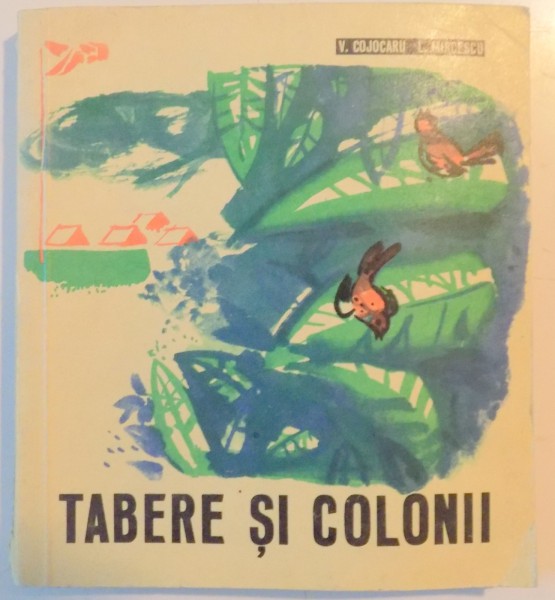 V. COJOCARU L.
TABERE ȘI COLONII